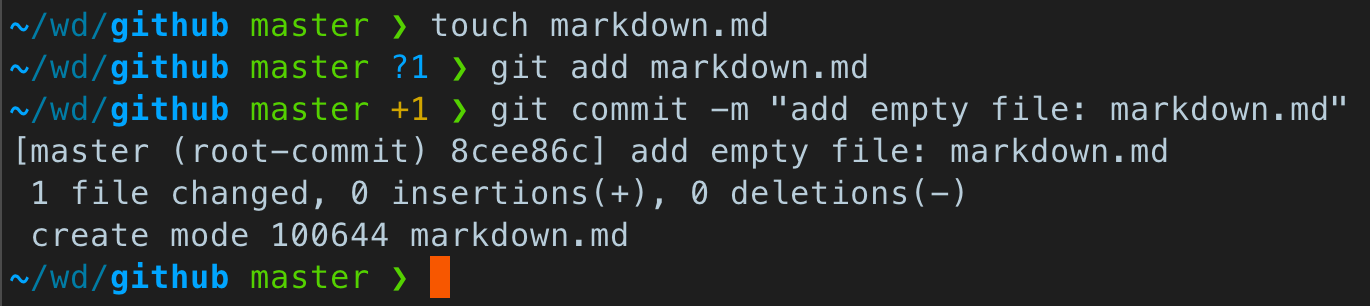 ~/wd/github master ❯ touch markdown.md
~/wd/github master ?1 ❯ git add markdown.md
~/wd/github master +1 ❯ git commit -m "add empty file: markdown.md"
[master (root-commit) 8cee86c] add empty file: markdown.md
 1 file changed, 0 insertions(+), 0 deletions(-)
 create mode 100644 markdown.md
~/wd/github master ❯